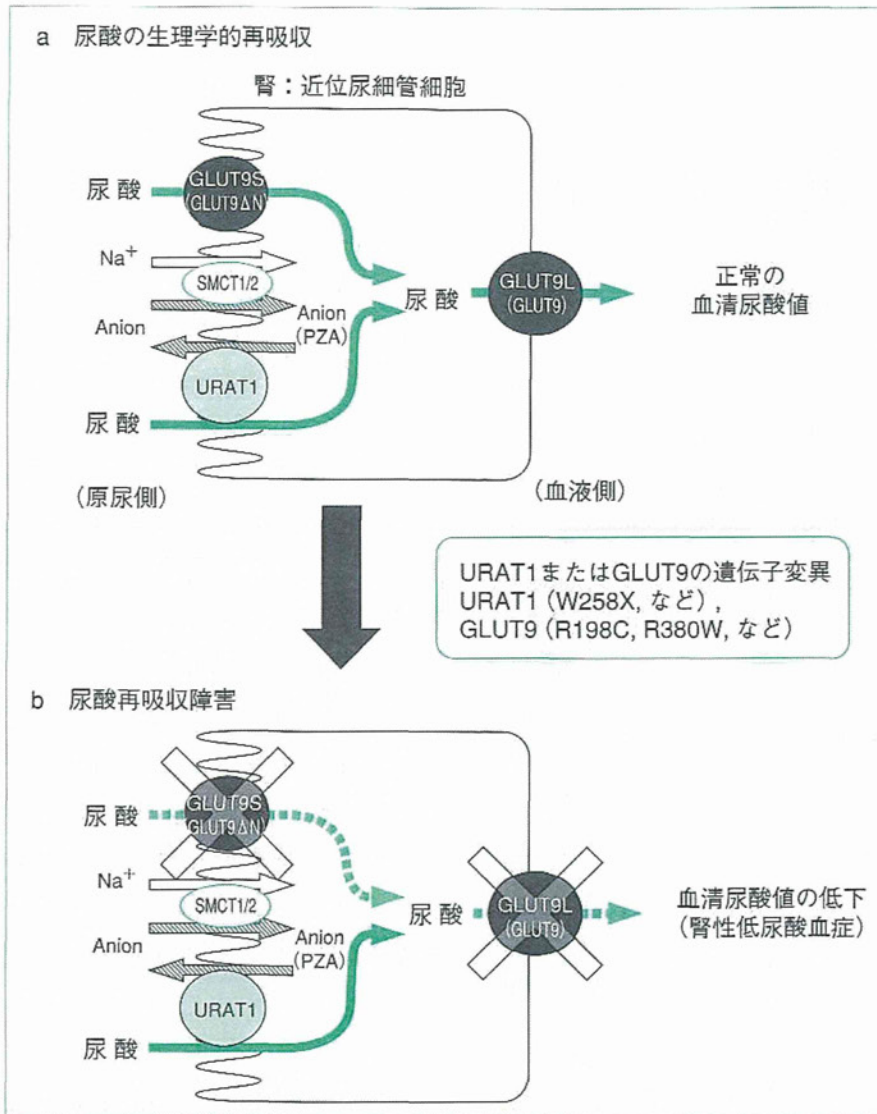 a 尿酸の生理学的再吸収
腎：近位尿細管細胞
尿酸
GLUT9S
(GLUT9ΔN)
Na⁺
SMCT1/2
Anion
Anion
(PZA)
URAT1
尿酸
尿酸
GLUT9L
(GLUT9)
正常の
血清尿酸値
(原尿側)
(血液側)
URAT1またはGLUT9の遺伝子変異
URAT1 (W258X, など) ,
GLUT9 (R198C, R380W, など)
b 尿酸再吸収障害
尿酸
GLUT9S
(GLUT9ΔN)
Na⁺
SMCT1/2
Anion
Anion
(PZA)
URAT1
尿酸
尿酸
GLUT9L
(GLUT9)
血清尿酸値の低下
(腎性低尿酸血症)